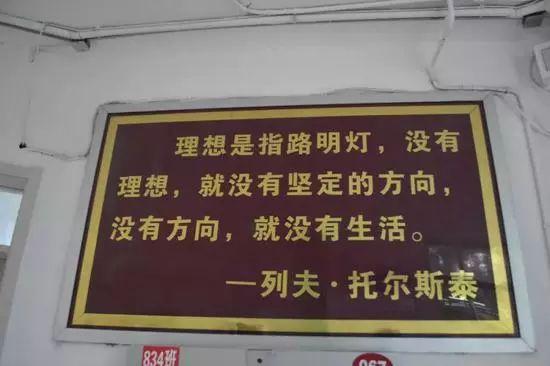 理想是指路明灯，没有
理想，就没有坚定的方向，
没有方向，就没有生活。
—列夫·托尔斯泰
834班